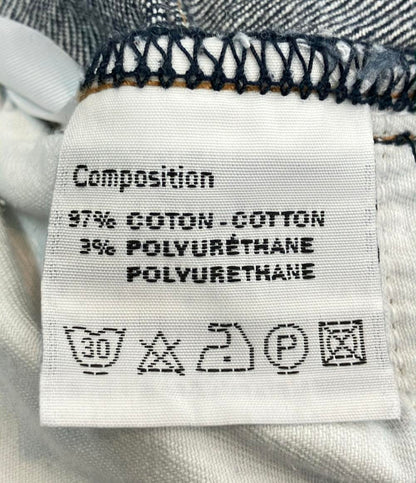 Composition
97% COTON - COTTON
3% POLYURÉTHANE
POLYURETHANE
30 P